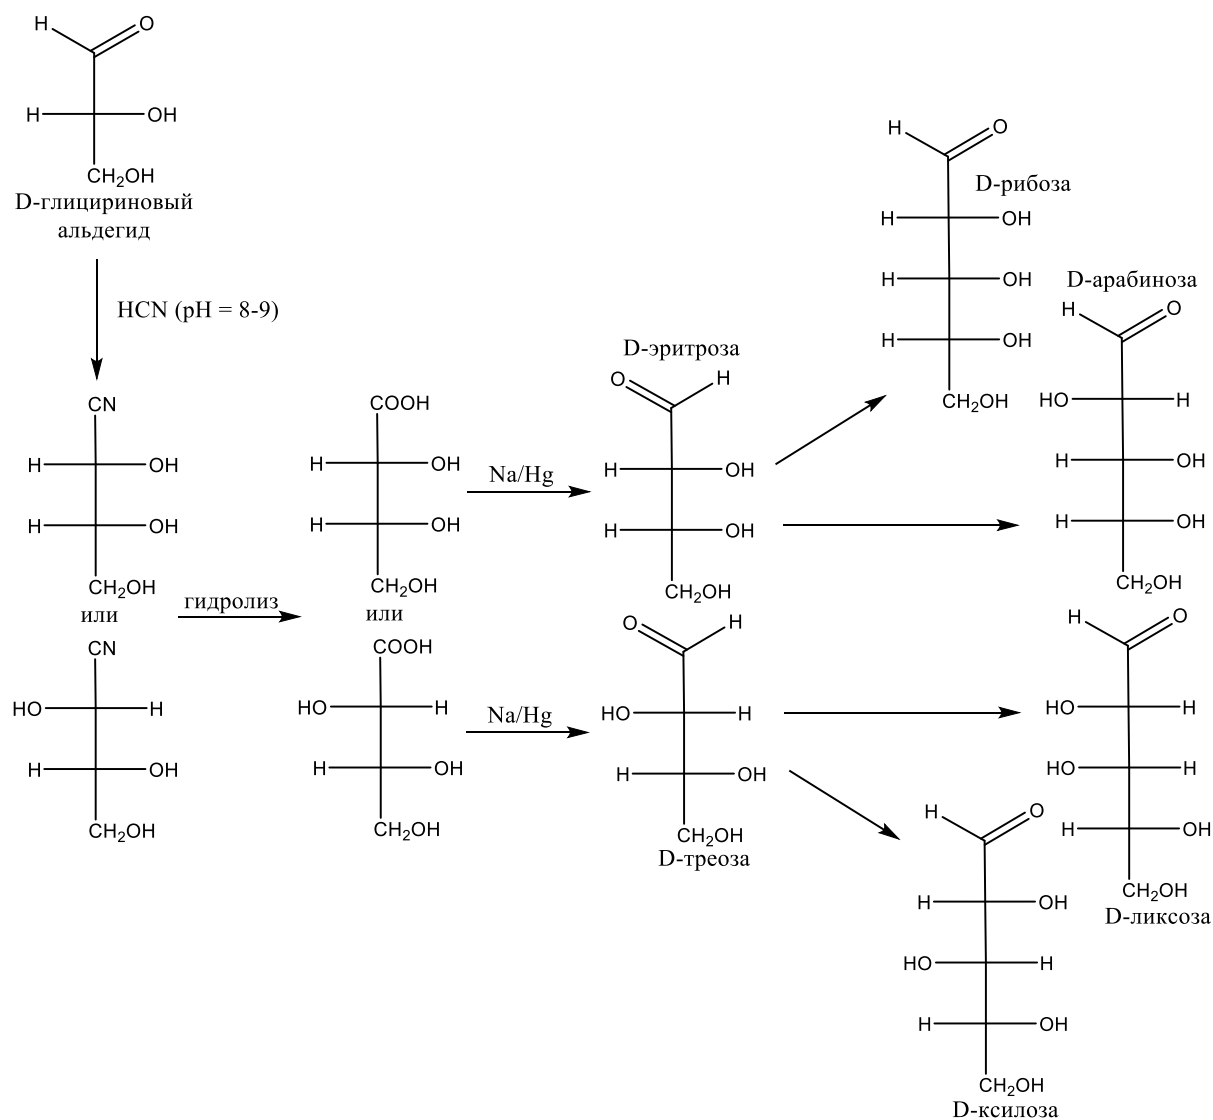 H O
H OH
CH₂OH
D-глицириновый
альдегид
HCN (pH = 8-9)
CN
H OH
H OH
CH₂OH
или
CN
HO H
H OH
CH₂OH
гидролиз
COOH
H OH
H OH
CH₂OH
или
COOH
HO H
H OH
CH₂OH
Na/Hg
Na/Hg
D-эритроза
O H
H OH
H OH
CH₂OH
O H
HO H
H OH
CH₂OH
D-треоза
H O
D-рибоза
H OH
H OH
H OH
CH₂OH
D-арабиноза
H O
HO H
H OH
H OH
CH₂OH
H O
HO H
HO H
H OH
CH₂OH
D-ликсоза
H O
H OH
HO H
H OH
CH₂OH
D-ксилоза